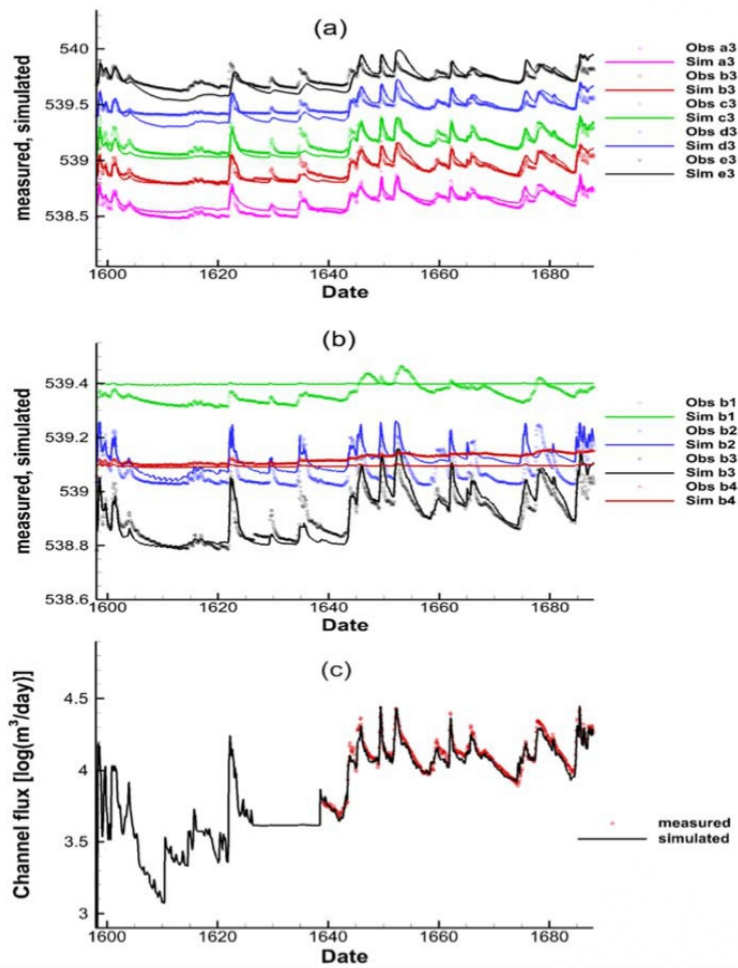 (a)
540
539.5
539
538.5
measured, simulated
1600
1620
1640
1660
1680
Date
Obs a3
Sim a3
Obs b3
Sim b3
Obs c3
Sim c3
Obs d3
Sim d3
Obs e3
Sim e3
(b)
539.4
539.2
539
538.8
538.6
measured, simulated
1600
1620
1640
1660
1680
Date
Obs b1
Sim b1
Obs b2
Sim b2
Obs b3
Sim b3
Obs b4
Sim b4
(c)
4.5
4
3.5
3
Channel flux [log(m³/day)]
1600
1620
1640
1660
1680
Date
measured
simulated